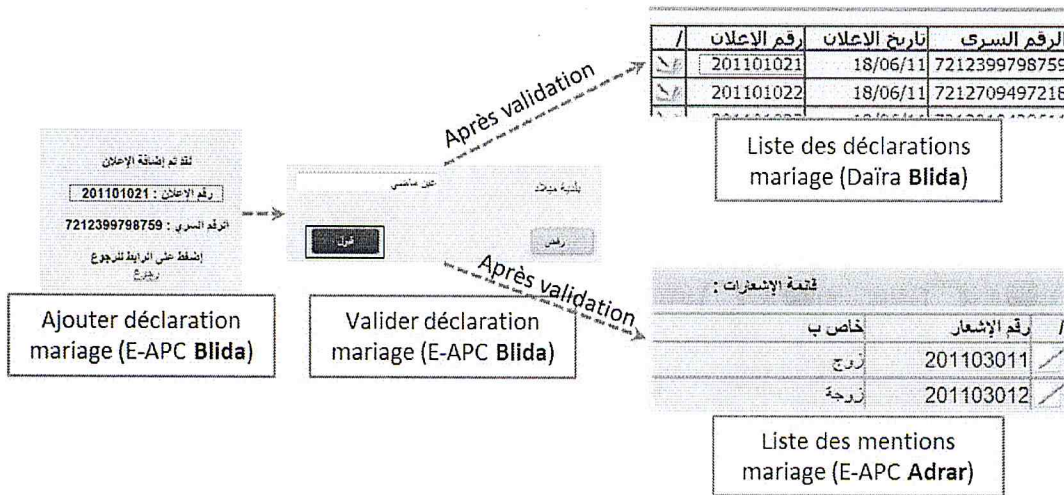 لقد تم إضافة الإعلان
رقم الإعلان : 201101021
الرقم السري : 7212399798759
إضغط على الرابط للرجوع
رجوع
Ajouter déclaration
mariage (E-APC Blida)
بلدية ميلاد
عين ماضي
قبول
رفض
Valider déclaration
mariage (E-APC Blida)
Après validation
الرقم السري تاريخ الإعلان رقم الإعلان /
7212399798759 18/06/11 201101021
7212709497218 18/06/11 201101022
Liste des déclarations
mariage (Daïra Blida)
Après validation
قائمة الإشعارات :
/ رقم الإشعار خاص ب
201103011 زوج
201103012 زوجة
Liste des mentions
mariage (E-APC Adrar)